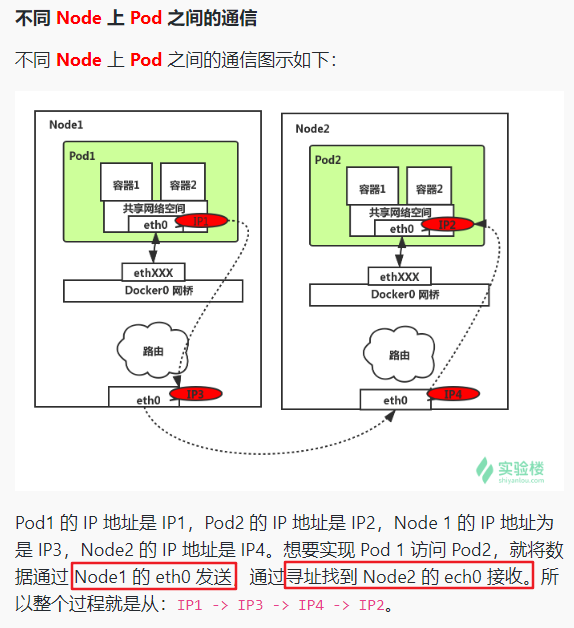 不同 Node 上 Pod 之间的通信
不同 Node 上 Pod 之间的通信图示如下：
Node1
Pod1
容器1
容器2
共享网络空间
eth0
IP1
ethXXX
Docker0 网桥
路由
eth0
IP3
Node2
Pod2
容器1
容器2
共享网络空间
eth0
IP2
ethXXX
Docker0 网桥
路由
eth0
IP4
实验楼
shiyanlou.com
Pod1 的 IP 地址是 IP1，Pod2 的 IP 地址是 IP2，Node 1 的 IP 地址为
是 IP3，Node2 的 IP 地址是 IP4。想要实现 Pod 1 访问 Pod2，就将数
据通过 Node1 的 eth0 发送 通过寻址找到 Node2 的 ech0 接收。所
以整个过程就是从：IP1 -> IP3 -> IP4 -> IP2。